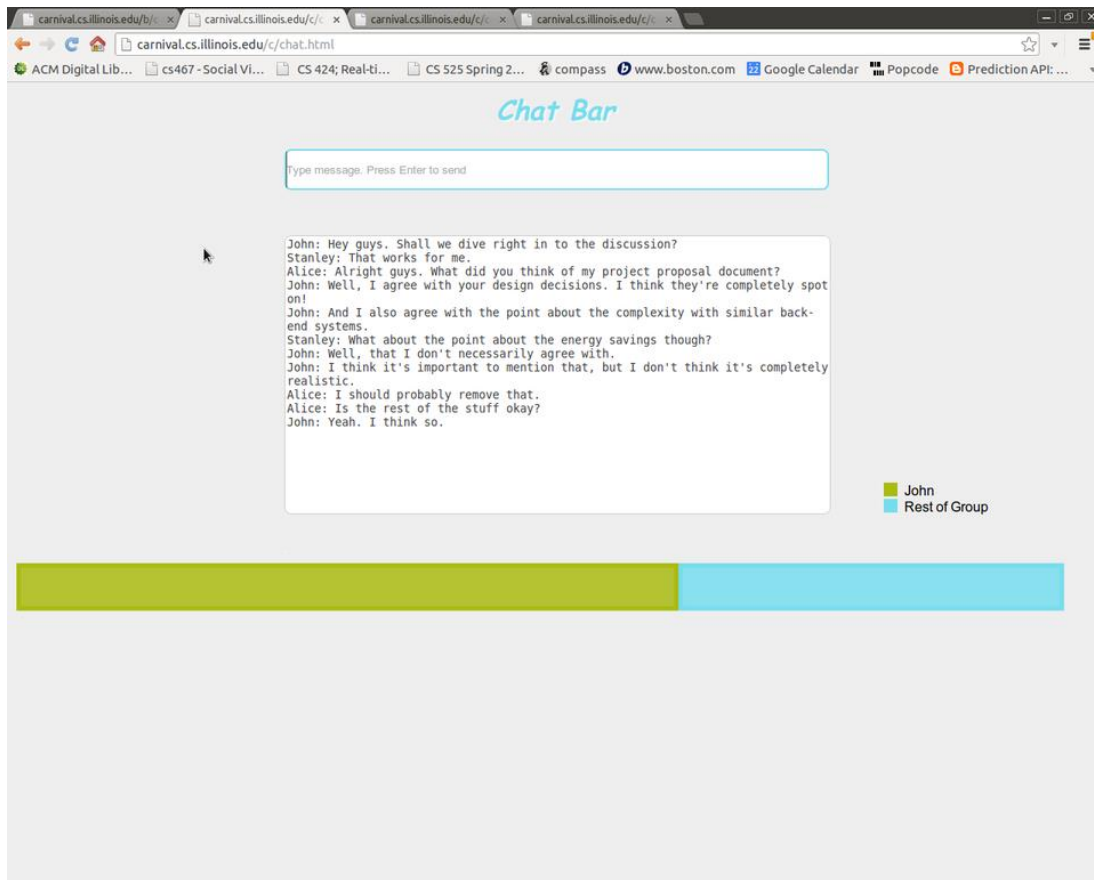 carnival.cs.illinois.edu/b/c
carnival.cs.illinois.edu/c/c
carnival.cs.illinois.edu/c/c
carnival.cs.illinois.edu/c/c
carnival.cs.illinois.edu/c/chat.html
ACM Digital Lib... cs467 - Social Vi... CS 424; Real-ti... CS 525 Spring 2... compass www.boston.com 22 Google Calendar Popcode Prediction API: ...
Chat Bar
Type message. Press Enter to send
John: Hey guys. Shall we dive right in to the discussion?
Stanley: That works for me.
Alice: Alright guys. What did you think of my project proposal document?
John: Well, I agree with your design decisions. I think they're completely spot
on!
John: And I also agree with the point about the complexity with similar back-
end systems.
Stanley: What about the point about the energy savings though?
John: Well, that I don't necessarily agree with.
John: I think it's important to mention that, but I don't think it's completely
realistic.
Alice: I should probably remove that.
Alice: Is the rest of the stuff okay?
John: Yeah. I think so.
John
Rest of Group